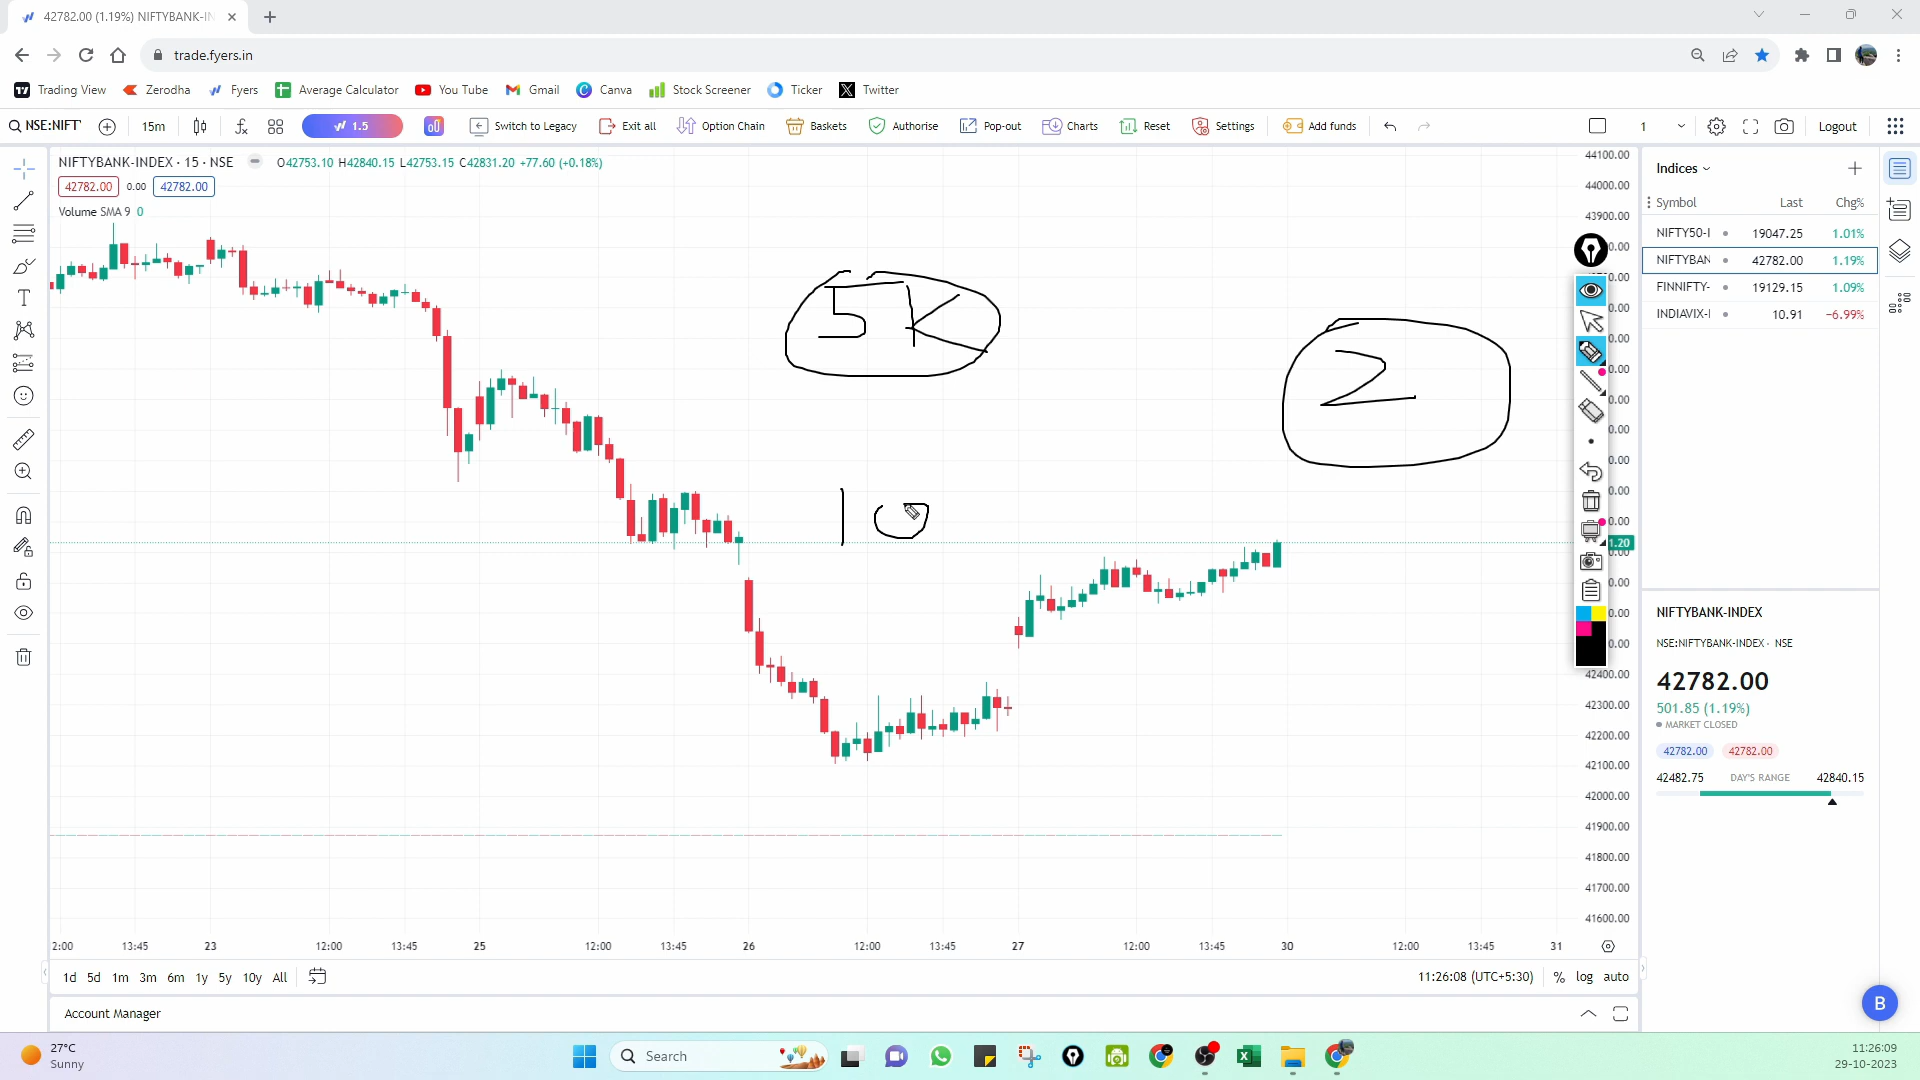 42782.00 (1.19%) NIFTYBANK-IN
trade.fyers.in
Trading View Zerodha Fyers Average Calculator You Tube Gmail Canva Stock Screener Ticker Twitter
NSE:NIFT 15m 1.5 Switch to Legacy Exit all Option Chain Baskets Authorise Pop-out Charts Reset Settings Add funds 1 Logout
NIFTYBANK-INDEX · 15 · NSE O42753.10 H42840.15 L42753.15 C42831.20 +77.60 (+0.18%)
42782.00 0.00 42782.00
Volume SMA 9 0
5K
2
10
44100.00
44000.00
43900.00
1.20
42400.00
42300.00
42200.00
42100.00
42000.00
41900.00
41800.00
41700.00
41600.00
2:00 13:45 23 12:00 13:45 25 12:00 13:45 26 12:00 13:45 27 12:00 13:45 30 12:00 13:45 31
1d 5d 1m 3m 6m 1y 5y 10y All 11:26:08 (UTC+5:30) % log auto
Account Manager
Indices
Symbol Last Chg%
NIFTY50-I 19047.25 1.01%
NIFTYBAN 42782.00 1.19%
FINNIFTY- 19129.15 1.09%
INDIAVIX-I 10.91 −6.99%
NIFTYBANK-INDEX
NSE:NIFTYBANK-INDEX · NSE
42782.00
501.85 (1.19%)
MARKET CLOSED
42782.00 42782.00
42482.75 DAY'S RANGE 42840.15
B
27°C
Sunny
Search
11:26:09
29-10-2023